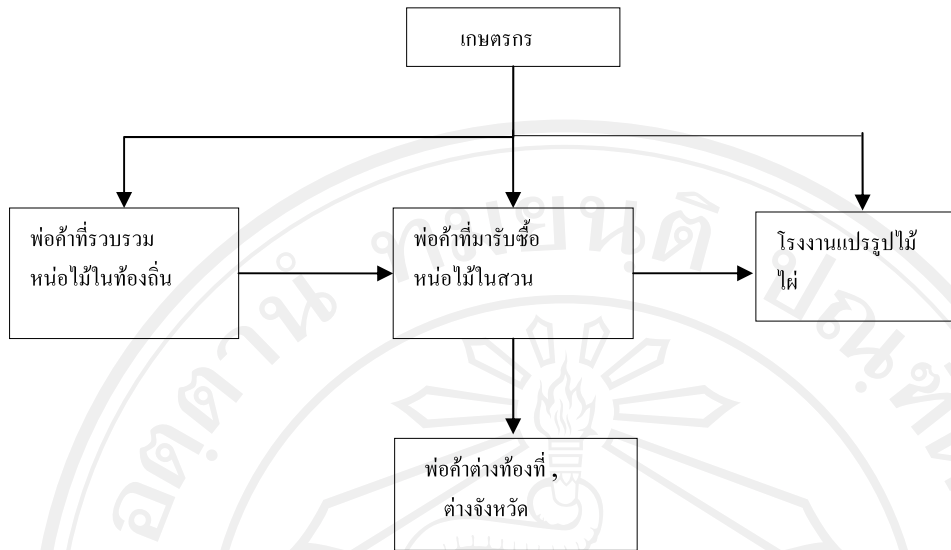 เกษตรกร
พ่อค้าที่รวบรวม
หน่อไม้ในท้องถิ่น
พ่อค้าที่มารับซื้อ
หน่อไม้ในสวน
โรงงานแปรรูปไม้
ไผ่
พ่อค้าต่างท้องที่ ,
ต่างจังหวัด